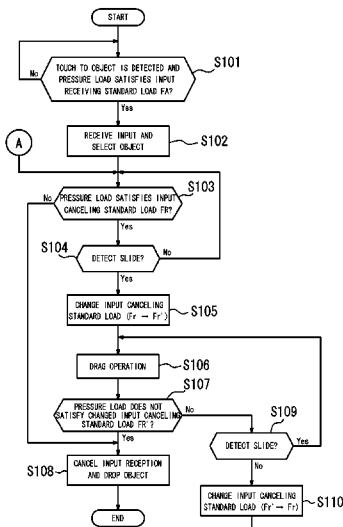 START
TOUCH TO OBJECT IS DETECTED AND
PRESSURE LOAD SATISFIES INPUT
RECEIVING STANDARD LOAD FA?
S101
No
Yes
RECEIVE INPUT AND
SELECT OBJECT
S102
A
S103
No
PRESSURE LOAD SATISFIES INPUT
CANCELING STANDARD LOAD FR?
Yes
S104
DETECT SLIDE?
No
Yes
CHANGE INPUT CANCELING
STANDARD LOAD (Fr → Fr')
S105
DRAG OPERATION
S106
S107
PRESSURE LOAD DOES NOT
SATISFY CHANGED INPUT CANCELING
STANDARD LOAD FR'?
No
Yes
S109
DETECT SLIDE?
Yes
No
S108
CANCEL INPUT RECEPTION
AND DROP OBJECT
CHANGE INPUT CANCELING
STANDARD LOAD (Fr' → Fr)
S110
END